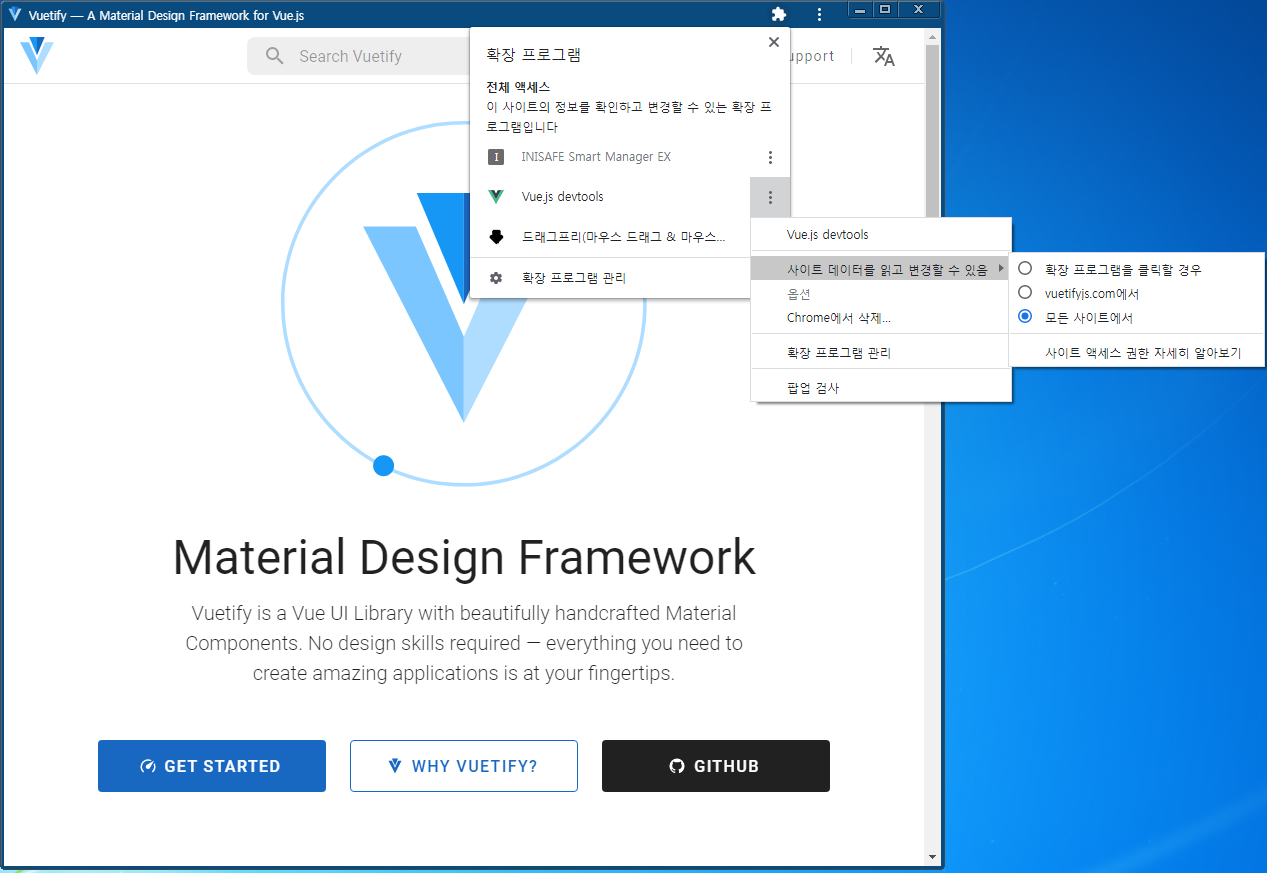 Vuetify — A Material Design Framework for Vue.js
Search Vuetify
upport
확장 프로그램
전체 액세스
이 사이트의 정보를 확인하고 변경할 수 있는 확장 프
로그램입니다
I
INISAFE Smart Manager EX
Vue.js devtools
드래그프리(마우스 드래그 & 마우스...
확장 프로그램 관리
Vue.js devtools
사이트 데이터를 읽고 변경할 수 있음
옵션
Chrome에서 삭제...
확장 프로그램 관리
팝업 검사
확장 프로그램을 클릭할 경우
vuetifyjs.com에서
모든 사이트에서
사이트 액세스 권한 자세히 알아보기
Material Design Framework
Vuetify is a Vue UI Library with beautifully handcrafted Material
Components. No design skills required — everything you need to
create amazing applications is at your fingertips.
GET STARTED
WHY VUETIFY?
GITHUB